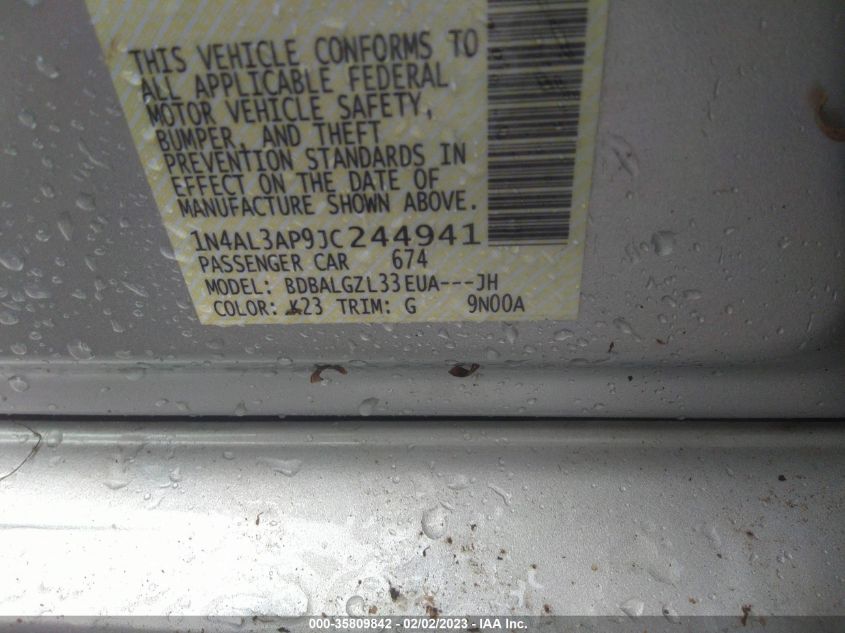 THIS VEHICLE CONFORMS TO
ALL APPLICABLE FEDERAL
MOTOR VEHICLE SAFETY,
BUMPER, AND THEFT
PREVENTION STANDARDS IN
EFFECT ON THE DATE OF
MANUFACTURE SHOWN ABOVE.
1N4AL3AP9JC244941
PASSENGER CAR 674
MODEL: BDBALGZL33EUA---JH
COLOR: K23 TRIM: G 9N00A
000-35809842 - 02/02/2023 - IAA Inc.